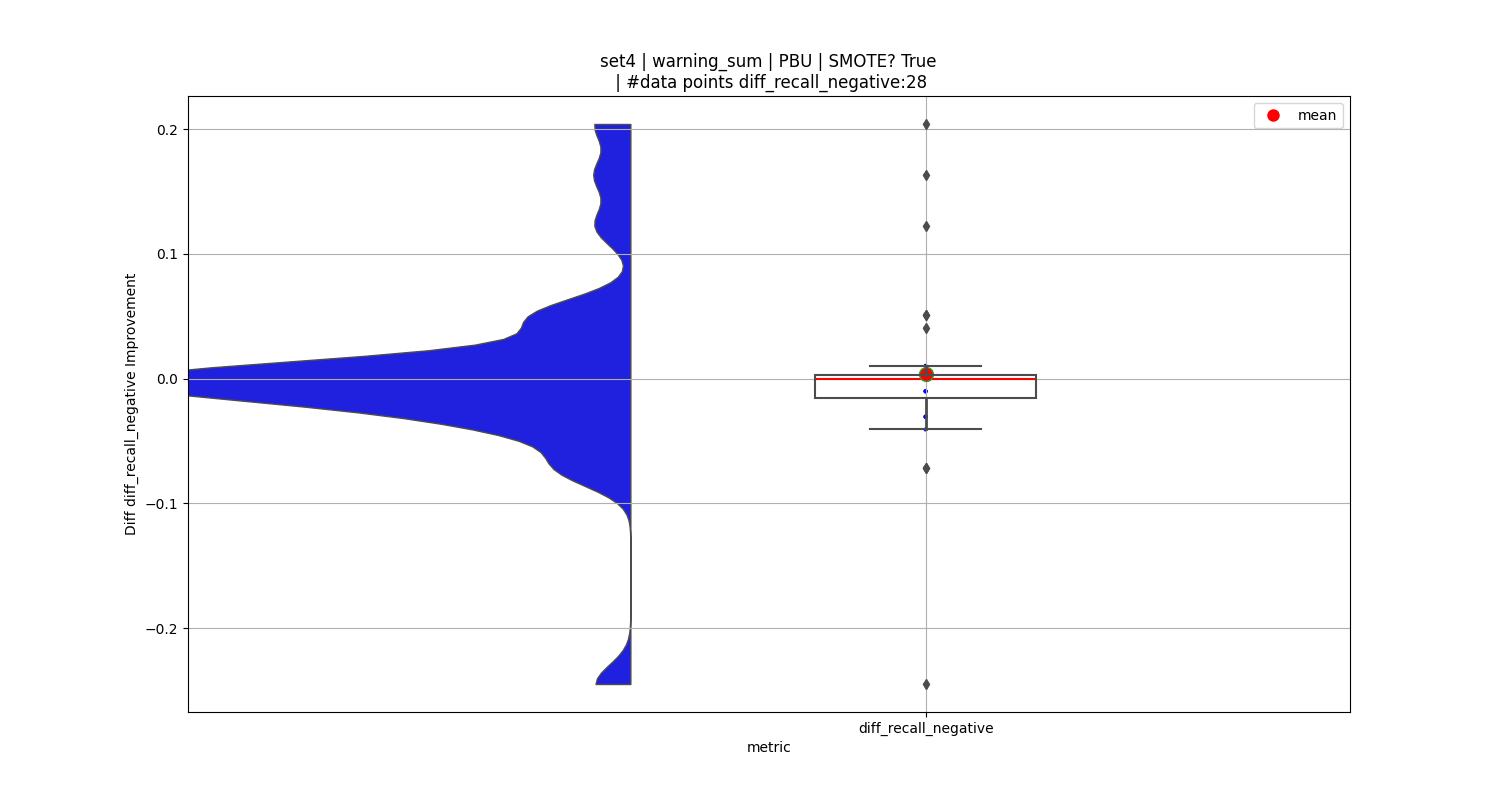 set4 | warning_sum | PBU | SMOTE? True
| #data points diff_recall_negative:28
mean
0.2
0.1
0.0
−0.1
−0.2
Diff diff_recall_negative Improvement
diff_recall_negative
metric